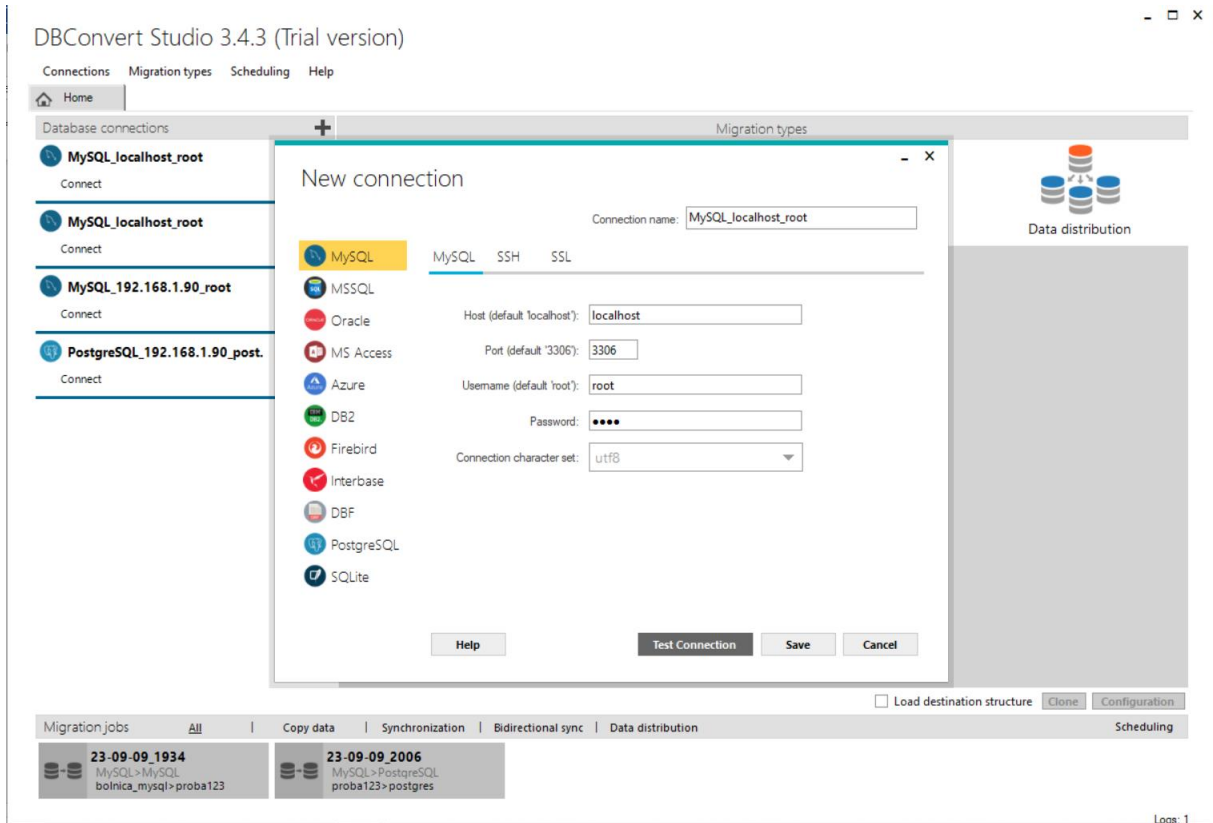 DBConvert Studio 3.4.3 (Trial version)
Connections Migration types Scheduling Help
Home
Database connections
Migration types
MySQL_localhost_root
Connect
MySQL_localhost_root
Connect
MySQL_192.168.1.90_root
Connect
PostgreSQL_192.168.1.90_post.
Connect
Data distribution
New connection
Connection name: MySQL_localhost_root
MySQL
MSSQL
Oracle
MS Access
Azure
DB2
Firebird
Interbase
DBF
PostgreSQL
SQLite
MySQL SSH SSL
Host (default 'localhost'): localhost
Port (default '3306'): 3306
Username (default 'root'): root
Password: ●●●●
Connection character set: utf8
Help Test Connection Save Cancel
Load destination structure Clone Configuration
Migration jobs All | Copy data | Synchronization | Bidirectional sync | Data distribution Scheduling
23-09-09_1934
MySQL>MySQL
bolnica_mysql>proba123
23-09-09_2006
MySQL>PostgreSQL
proba123>postgres
Logs: 1